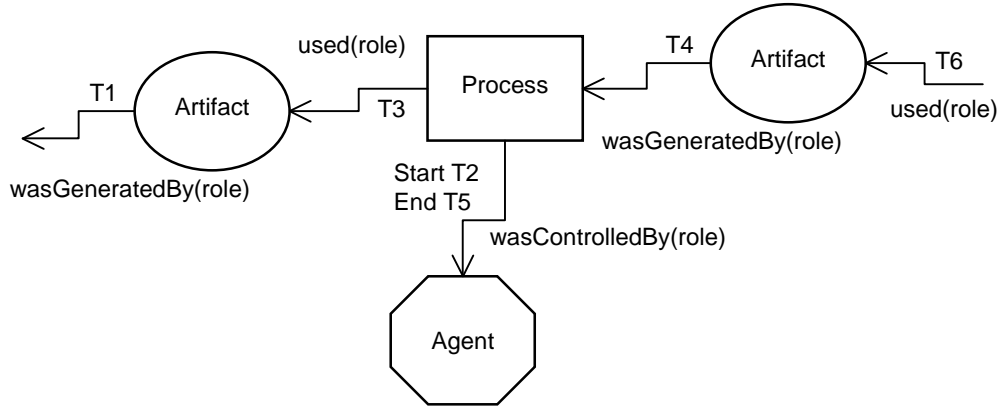 used(role)
T4
Artifact
T6
Process
T1
Artifact
T3
used(role)
wasGeneratedBy(role)
wasGeneratedBy(role)
Start T2
End T5
wasControlledBy(role)
Agent